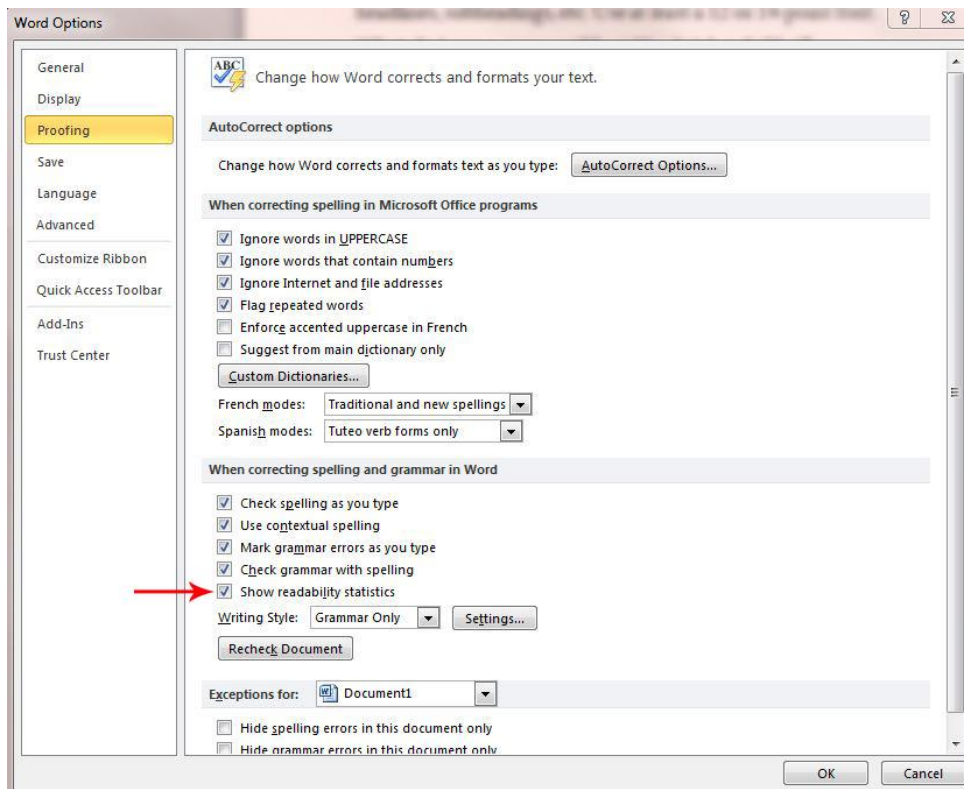 Word Options
General
Display
Proofing
Save
Language
Advanced
Customize Ribbon
Quick Access Toolbar
Add-Ins
Trust Center
ABC
Change how Word corrects and formats your text.
AutoCorrect options
Change how Word corrects and formats text as you type: AutoCorrect Options...
When correcting spelling in Microsoft Office programs
Ignore words in UPPERCASE
Ignore words that contain numbers
Ignore Internet and file addresses
Flag repeated words
Enforce accented uppercase in French
Suggest from main dictionary only
Custom Dictionaries...
French modes: Traditional and new spellings
Spanish modes: Tuteo verb forms only
When correcting spelling and grammar in Word
Check spelling as you type
Use contextual spelling
Mark grammar errors as you type
Check grammar with spelling
Show readability statistics
Writing Style: Grammar Only Settings...
Recheck Document
Exceptions for: Document1
Hide spelling errors in this document only
Hide grammar errors in this document only
OK Cancel